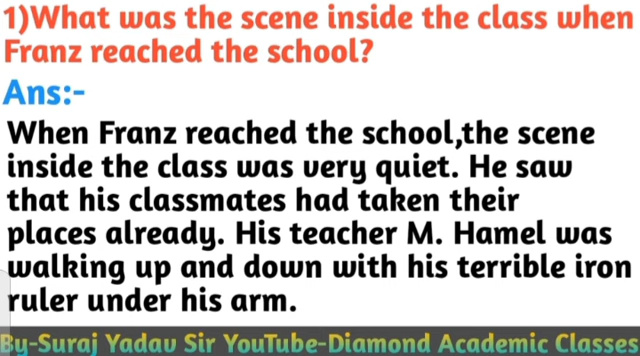 1)What was the scene inside the class when
Franz reached the school?
Ans:-
When Franz reached the school,the scene
inside the class was very quiet. He saw
that his classmates had taken their
places already. His teacher M. Hamel was
walking up and down with his terrible iron
ruler under his arm.
By-Suraj Yadav Sir YouTube-Diamond Academic Classes